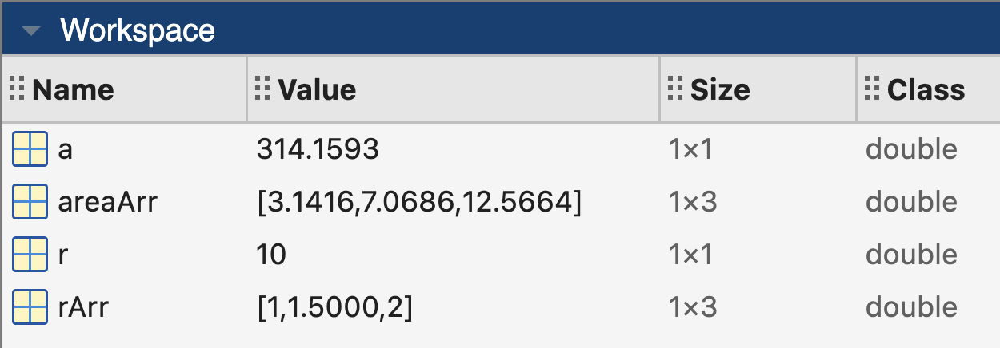 Workspace
Name Value Size Class
a 314.1593 1×1 double
areaArr [3.1416,7.0686,12.5664] 1×3 double
r 10 1×1 double
rArr [1,1.5000,2] 1×3 double